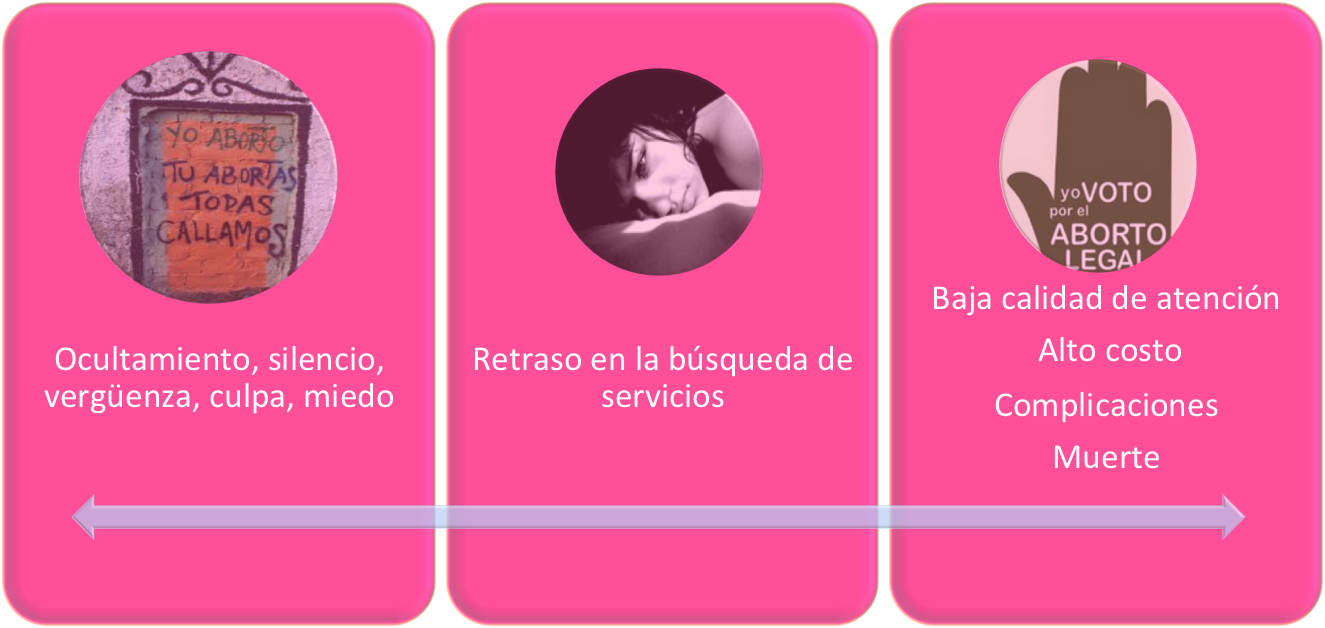 YO ABORTO
TU ABORTAS
TODAS
CALLAMOS
Ocultamiento, silencio,
vergüenza, culpa, miedo
Retraso en la búsqueda de
servicios
yo VOTO
por el
ABORTO
LEGAL
Baja calidad de atención
Alto costo
Complicaciones
Muerte